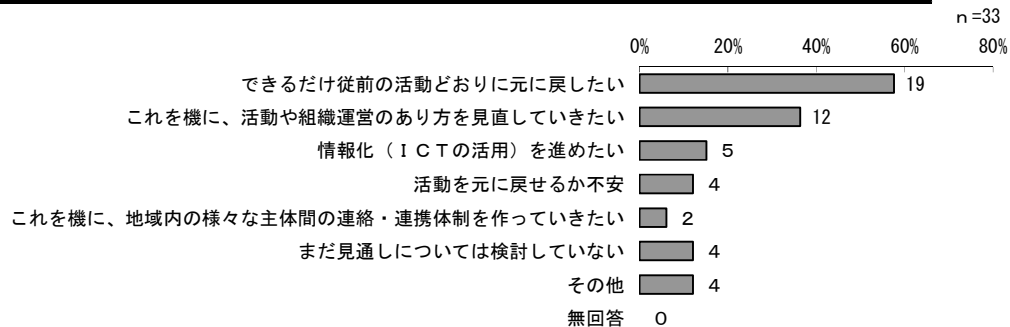 ｎ=33
0% 20% 40% 60% 80%
できるだけ従前の活動どおりに元に戻したい 19
これを機に、活動や組織運営のあり方を見直していきたい 12
情報化（ＩＣＴの活用）を進めたい 5
活動を元に戻せるか不安 4
これを機に、地域内の様々な主体間の連絡・連携体制を作っていきたい 2
まだ見通しについては検討していない 4
その他 4
無回答 0